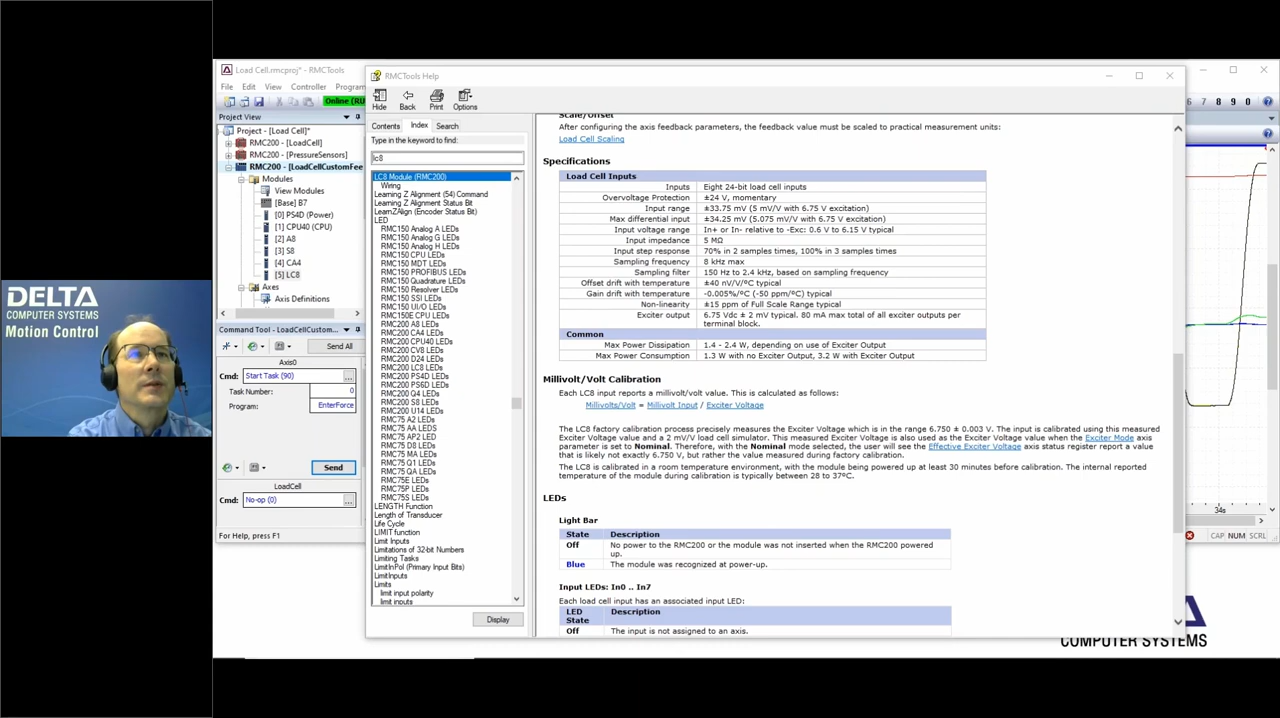 Load Cell.rmcproj* - RMCTools
File Edit View Controller Program
Online (RU
Project View
Project - [Load Cell]*
RMC200 - [LoadCell]
RMC200 - [PressureSensors]
RMC200 - [LoadCellCustomFee
Modules
View Modules
[Base] B7
[0] PS4D (Power)
[1] CPU40 (CPU)
[2] A8
[3] S8
[4] CA4
[5] LC8
Axes
Axis Definitions
Command Tool - LoadCellCustom...
Send All
Axis0
Cmd: Start Task (90)
...
Task Number: 0
Program: EnterForce
Send
LoadCell
Cmd: No-op (0)
...
For Help, press F1
DELTA
COMPUTER SYSTEMS
Motion Control
RMCTools Help
Hide Back Print Options
Contents Index Search
Type in the keyword to find:
lc8
LC8 Module (RMC200)
Wiring
Learning Z Alignment (54) Command
Learning Z Alignment Status Bit
LearnZAlign (Encoder Status Bit)
LED
RMC150 Analog A LEDs
RMC150 Analog G LEDs
RMC150 Analog H LEDs
RMC150 CPU LEDs
RMC150 MDT LEDs
RMC150 PROFIBUS LEDs
RMC150 Quadrature LEDs
RMC150 Resolver LEDs
RMC150 SSI LEDs
RMC150 UI/O LEDs
RMC150E CPU LEDs
RMC200 A8 LEDs
RMC200 CA4 LEDs
RMC200 CPU40 LEDs
RMC200 CV8 LEDs
RMC200 D24 LEDs
RMC200 LC8 LEDs
RMC200 PS4D LEDs
RMC200 PS6D LEDs
RMC200 Q4 LEDs
RMC200 S8 LEDs
RMC200 U14 LEDs
RMC75 A2 LEDs
RMC75 AA LEDS
RMC75 AP2 LED
RMC75 D8 LEDs
RMC75 MA LEDs
RMC75 Q1 LEDs
RMC75 QA LEDs
RMC75E LEDs
RMC75P LEDs
RMC75S LEDs
LENGTH Function
Length of Transducer
Life Cycle
LIMIT function
Limit Inputs
Limitations of 32-bit Numbers
Limiting Tasks
LimitInPol (Primary Input Bits)
LimitInputs
Limits
limit input polarity
limit inputs
Display
Scale/Offset
After configuring the axis feedback parameters, the feedback value must be scaled to practical measurement units:
Load Cell Scaling
Specifications
Load Cell Inputs
Inputs Eight 24-bit load cell inputs
Overvoltage Protection ±24 V, momentary
Input range ±33.75 mV (5 mV/V with 6.75 V excitation)
Max differential input ±34.25 mV (5.075 mV/V with 6.75 V excitation)
Input voltage range In+ or In- relative to -Exc: 0.6 V to 6.15 V typical
Input impedance 5 MΩ
Input step response 70% in 2 samples times, 100% in 3 samples times
Sampling frequency 8 kHz max
Sampling filter 150 Hz to 2.4 kHz, based on sampling frequency
Offset drift with temperature ±40 nV/V/°C typical
Gain drift with temperature -0.005%/°C (-50 ppm/°C) typical
Non-linearity ±15 ppm of Full Scale Range typical
Exciter output 6.75 Vdc ± 2 mV typical. 80 mA max total of all exciter outputs per
terminal block.
Common
Max Power Dissipation 1.4 - 2.4 W, depending on use of Exciter Output
Max Power Consumption 1.3 W with no Exciter Output, 3.2 W with Exciter Output
Millivolt/Volt Calibration
Each LC8 input reports a millivolt/volt value. This is calculated as follows:
Millivolts/Volt = Millivolt Input / Exciter Voltage
The LC8 factory calibration process precisely measures the Exciter Voltage which is in the range 6.750 ± 0.003 V. The input is calibrated using this measured
Exciter Voltage value and a 2 mV/V load cell simulator. This measured Exciter Voltage is also used as the Exciter Voltage value when the Exciter Mode axis
parameter is set to Nominal. Therefore, with the Nominal mode selected, the user will see the Effective Exciter Voltage axis status register report a value
that is likely not exactly 6.750 V, but rather the value measured during factory calibration.
The LC8 is calibrated in a room temperature environment, with the module being powered up at least 30 minutes before calibration. The internal reported
temperature of the module during calibration is typically between 28 to 37°C.
LEDs
Light Bar
State Description
Off No power to the RMC200 or the module was not inserted when the RMC200 powered
up.
Blue The module was recognized at power-up.
Input LEDs: In0 .. In7
Each load cell input has an associated input LED:
LED
State Description
Off The input is not assigned to an axis.
6 7 8 9 0
34s
CAP NUM SCRL
COMPUTER SYSTEMS